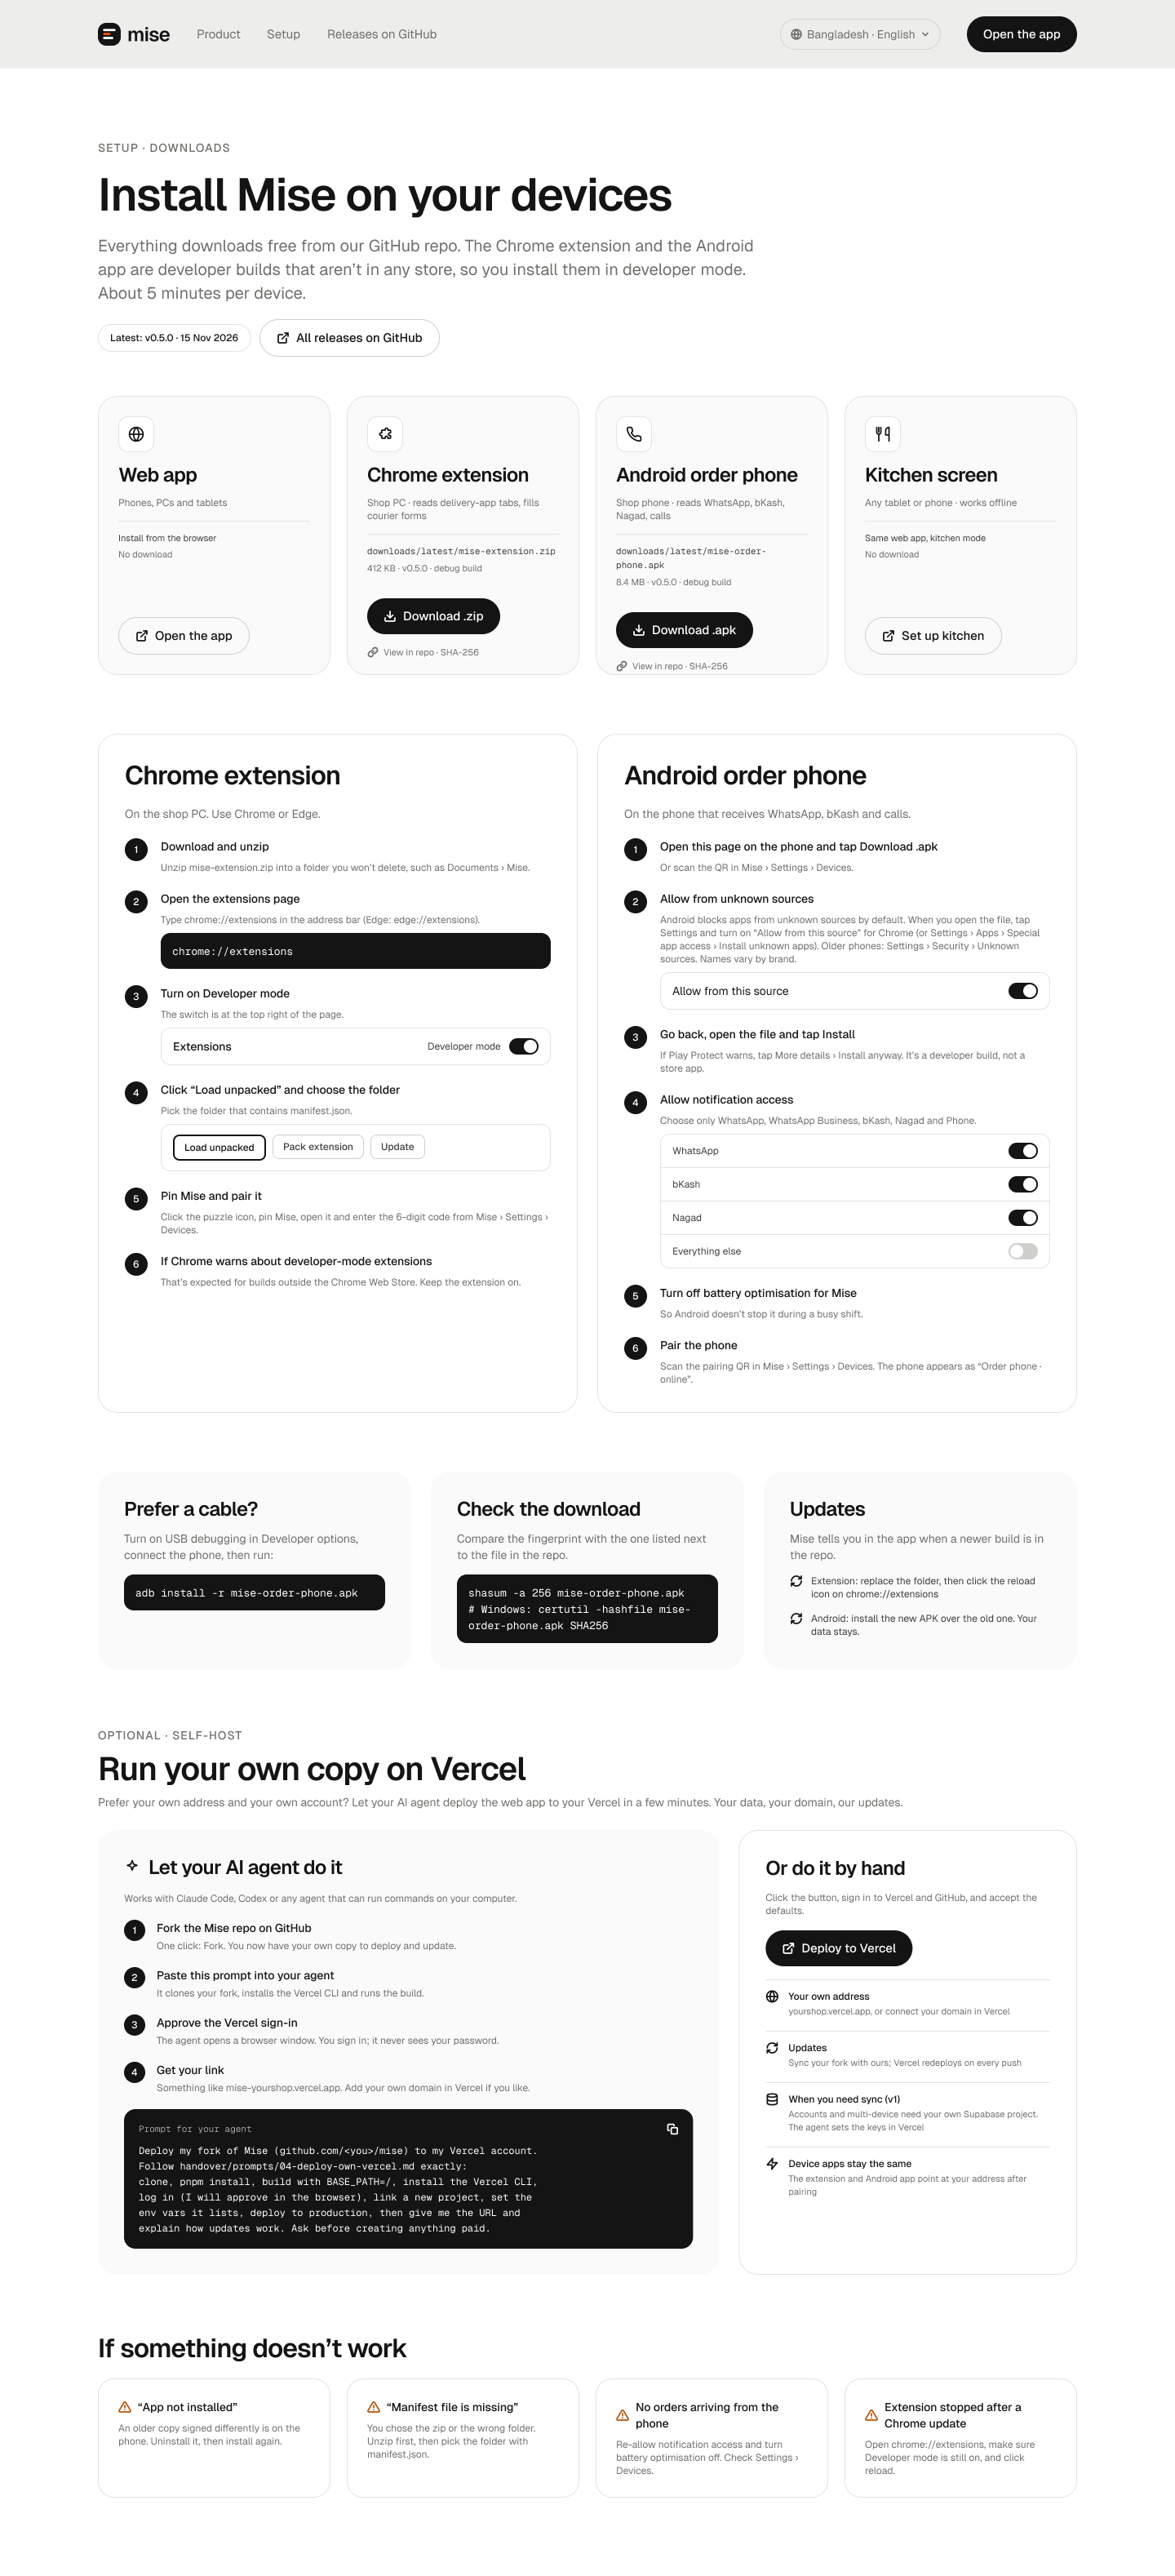 mise
Product
Setup
Releases on GitHub
Bangladesh · English
Open the app
SETUP · DOWNLOADS
Install Mise on your devices
Everything downloads free from our GitHub repo. The Chrome extension and the Android
app are developer builds that aren’t in any store, so you install them in developer mode.
About 5 minutes per device.
Latest: v0.5.0 · 15 Nov 2026
All releases on GitHub
Web app
Phones, PCs and tablets
Install from the browser
No download
Open the app
Chrome extension
Shop PC · reads delivery-app tabs, fills
courier forms
downloads/latest/mise-extension.zip
412 KB · v0.5.0 · debug build
Download .zip
View in repo · SHA-256
Android order phone
Shop phone · reads WhatsApp, bKash,
Nagad, calls
downloads/latest/mise-order-
phone.apk
8.4 MB · v0.5.0 · debug build
Download .apk
View in repo · SHA-256
Kitchen screen
Any tablet or phone · works offline
Same web app, kitchen mode
No download
Set up kitchen
Chrome extension
On the shop PC. Use Chrome or Edge.
1
Download and unzip
Unzip mise-extension.zip into a folder you won’t delete, such as Documents › Mise.
2
Open the extensions page
Type chrome://extensions in the address bar (Edge: edge://extensions).
chrome://extensions
3
Turn on Developer mode
The switch is at the top right of the page.
Extensions
Developer mode
4
Click “Load unpacked” and choose the folder
Pick the folder that contains manifest.json.
Load unpacked
Pack extension
Update
5
Pin Mise and pair it
Click the puzzle icon, pin Mise, open it and enter the 6-digit code from Mise › Settings ›
Devices.
6
If Chrome warns about developer-mode extensions
That’s expected for builds outside the Chrome Web Store. Keep the extension on.
Android order phone
On the phone that receives WhatsApp, bKash and calls.
1
Open this page on the phone and tap Download .apk
Or scan the QR in Mise › Settings › Devices.
2
Allow from unknown sources
Android blocks apps from unknown sources by default. When you open the file, tap
Settings and turn on “Allow from this source” for Chrome (or Settings › Apps › Special
app access › Install unknown apps). Older phones: Settings › Security › Unknown
sources. Names vary by brand.
Allow from this source
3
Go back, open the file and tap Install
If Play Protect warns, tap More details › Install anyway. It’s a developer build, not a
store app.
4
Allow notification access
Choose only WhatsApp, WhatsApp Business, bKash, Nagad and Phone.
WhatsApp
bKash
Nagad
Everything else
5
Turn off battery optimisation for Mise
So Android doesn’t stop it during a busy shift.
6
Pair the phone
Scan the pairing QR in Mise › Settings › Devices. The phone appears as “Order phone ·
online”.
Prefer a cable?
Turn on USB debugging in Developer options,
connect the phone, then run:
adb install -r mise-order-phone.apk
Check the download
Compare the fingerprint with the one listed next
to the file in the repo.
shasum -a 256 mise-order-phone.apk
# Windows: certutil -hashfile mise-
order-phone.apk SHA256
Updates
Mise tells you in the app when a newer build is in
the repo.
Extension: replace the folder, then click the reload
icon on chrome://extensions
Android: install the new APK over the old one. Your
data stays.
OPTIONAL · SELF-HOST
Run your own copy on Vercel
Prefer your own address and your own account? Let your AI agent deploy the web app to your Vercel in a few minutes. Your data, your domain, our updates.
Let your AI agent do it
Works with Claude Code, Codex or any agent that can run commands on your computer.
1
Fork the Mise repo on GitHub
One click: Fork. You now have your own copy to deploy and update.
2
Paste this prompt into your agent
It clones your fork, installs the Vercel CLI and runs the build.
3
Approve the Vercel sign-in
The agent opens a browser window. You sign in; it never sees your password.
4
Get your link
Something like mise-yourshop.vercel.app. Add your own domain in Vercel if you like.
Prompt for your agent
Deploy my fork of Mise (github.com/<you>/mise) to my Vercel account.
Follow handover/prompts/04-deploy-own-vercel.md exactly:
clone, pnpm install, build with BASE_PATH=/, install the Vercel CLI,
log in (I will approve in the browser), link a new project, set the
env vars it lists, deploy to production, then give me the URL and
explain how updates work. Ask before creating anything paid.
Or do it by hand
Click the button, sign in to Vercel and GitHub, and accept the
defaults.
Deploy to Vercel
Your own address
yourshop.vercel.app, or connect your domain in Vercel
Updates
Sync your fork with ours; Vercel redeploys on every push
When you need sync (v1)
Accounts and multi-device need your own Supabase project.
The agent sets the keys in Vercel
Device apps stay the same
The extension and Android app point at your address after
pairing
If something doesn’t work
“App not installed”
An older copy signed differently is on the
phone. Uninstall it, then install again.
“Manifest file is missing”
You chose the zip or the wrong folder.
Unzip first, then pick the folder with
manifest.json.
No orders arriving from the
phone
Re-allow notification access and turn
battery optimisation off. Check Settings ›
Devices.
Extension stopped after a
Chrome update
Open chrome://extensions, make sure
Developer mode is still on, and click
reload.